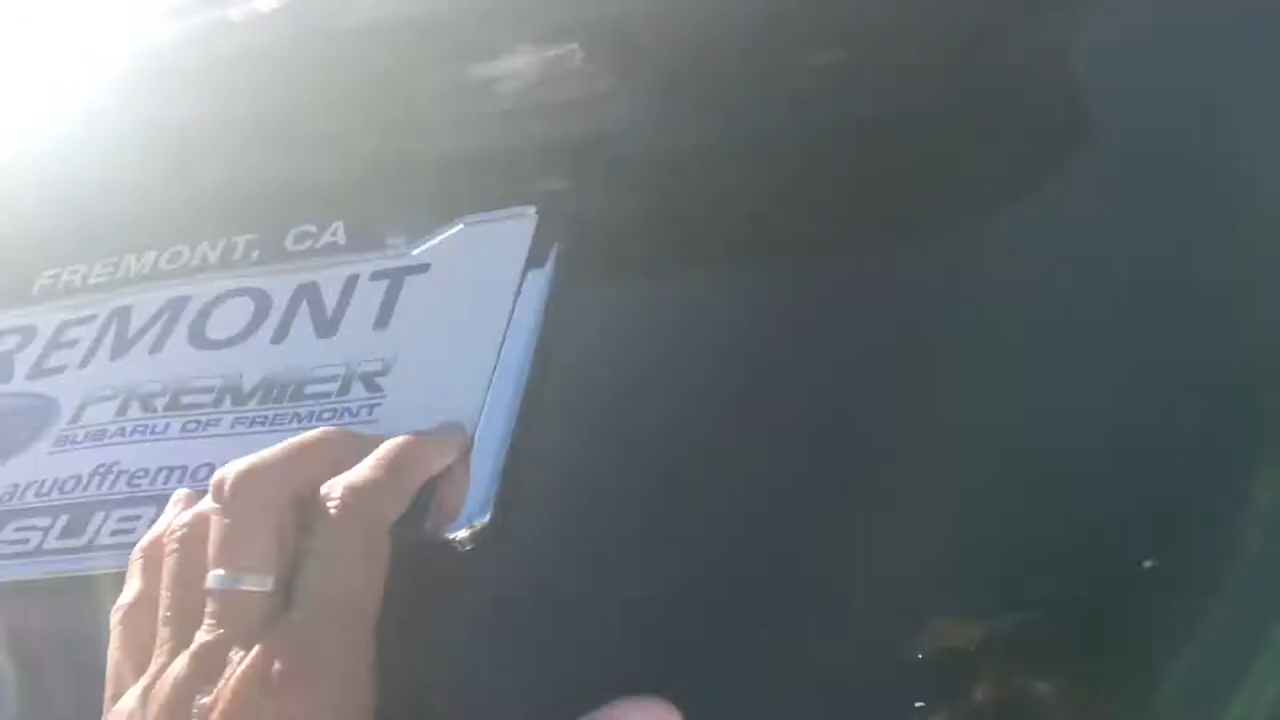 FREMONT, CA
REMONT
PREMIER
SUBARU OF FREMONT
aruoffremo
SUB